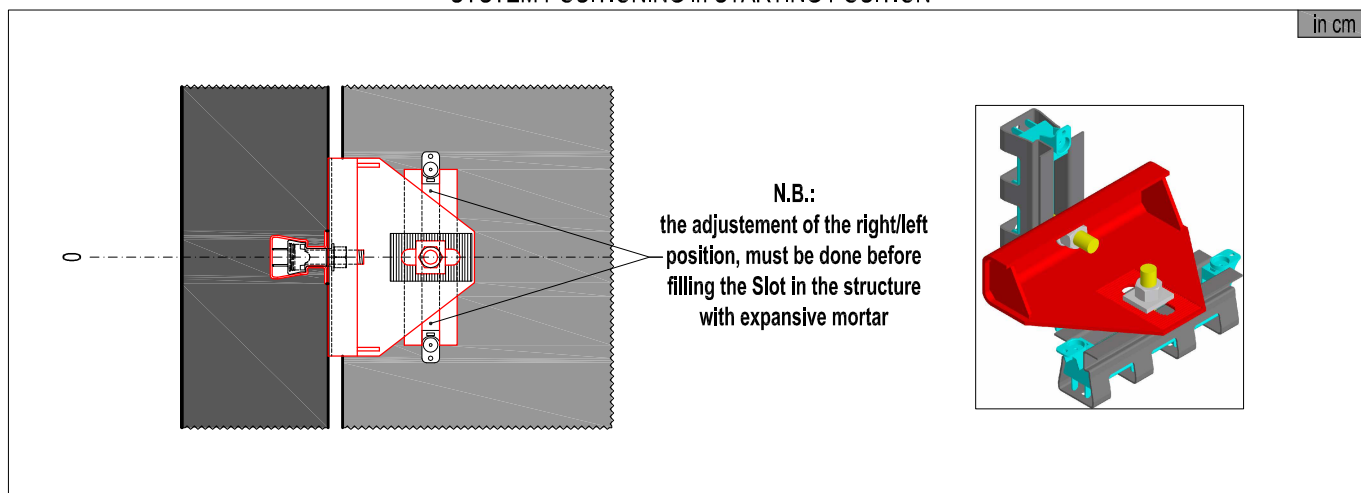 in cm
0
N.B.:
the adjustement of the right/left
position, must be done before
filling the Slot in the structure
with expansive mortar